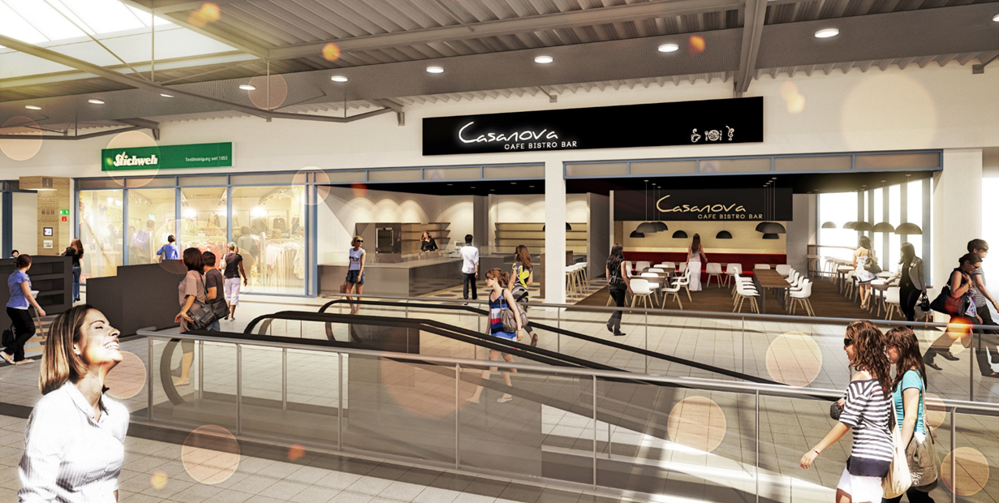 Stichweh
Textilreinigung seit 1853
Casanova
CAFE BISTRO BAR
Casanova
CAFE BISTRO BAR